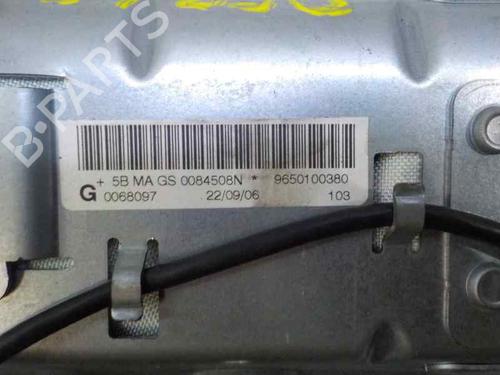 B-PARTS
+ 5B MA GS 0084508N * 9650100380
G 0068097 22/09/06 103